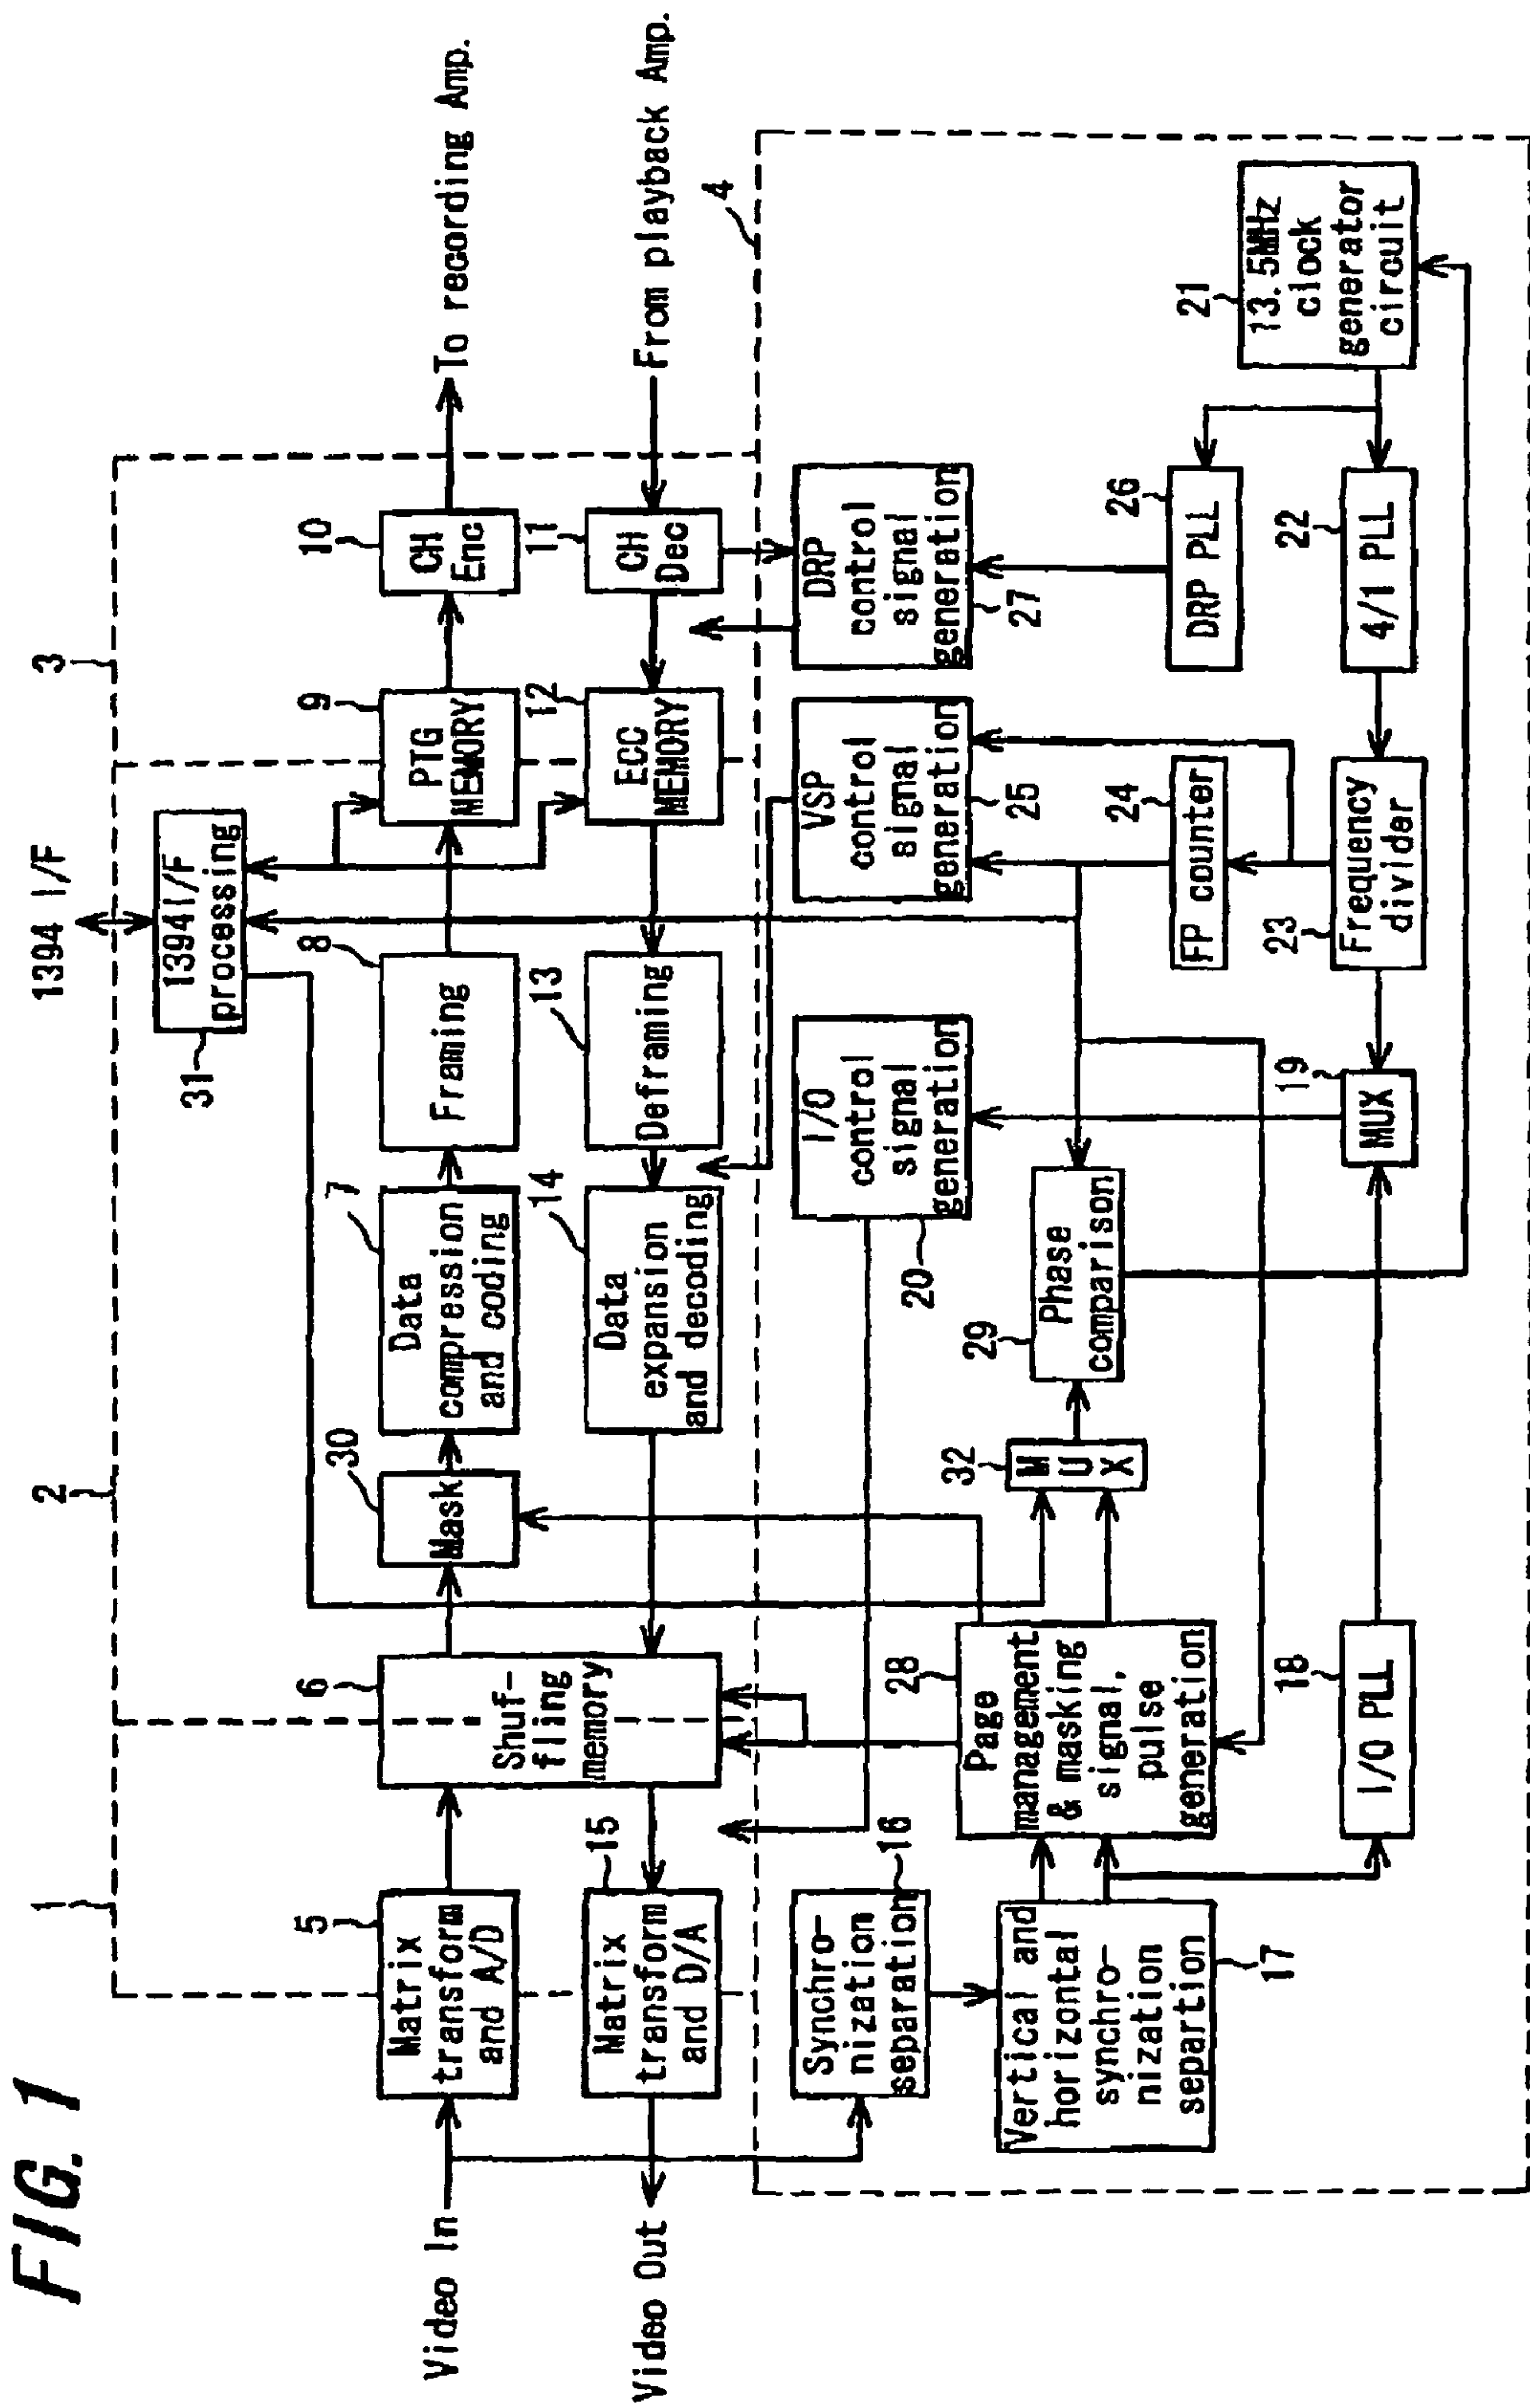 FIG. 1
1394 I/F
1
2
3
31
1394I/F
processing
Video In
5
Matrix
transform
and A/D
6
Shuf-
fling
memory
30
Mask
7
Data
compression
and coding
8
Framing
9
PTG
MEMORY
10
CH
Enc
To recording Amp.
Video Out
15
Matrix
transform
and D/A
14
Data
expansion
and decoding
13
Deframing
12
ECC
MEMORY
11
CH
Dec
From playback Amp.
4
16
Synchro-
nization
separation
20
I/O
control
signal
generation
25
VSP
control
signal
generation
27
DRP
control
signal
generation
17
Vertical and
horizontal
synchro-
nization
separtion
28
Page
management
& masking
signal,
pulse
generation
32
MUX
29
Phase
comparison
24
FP counter
26
DRP PLL
21
13.5MHz
clock
generator
circuit
18
I/O PLL
19
MUX
23
Frequency
divider
22
4/1 PLL